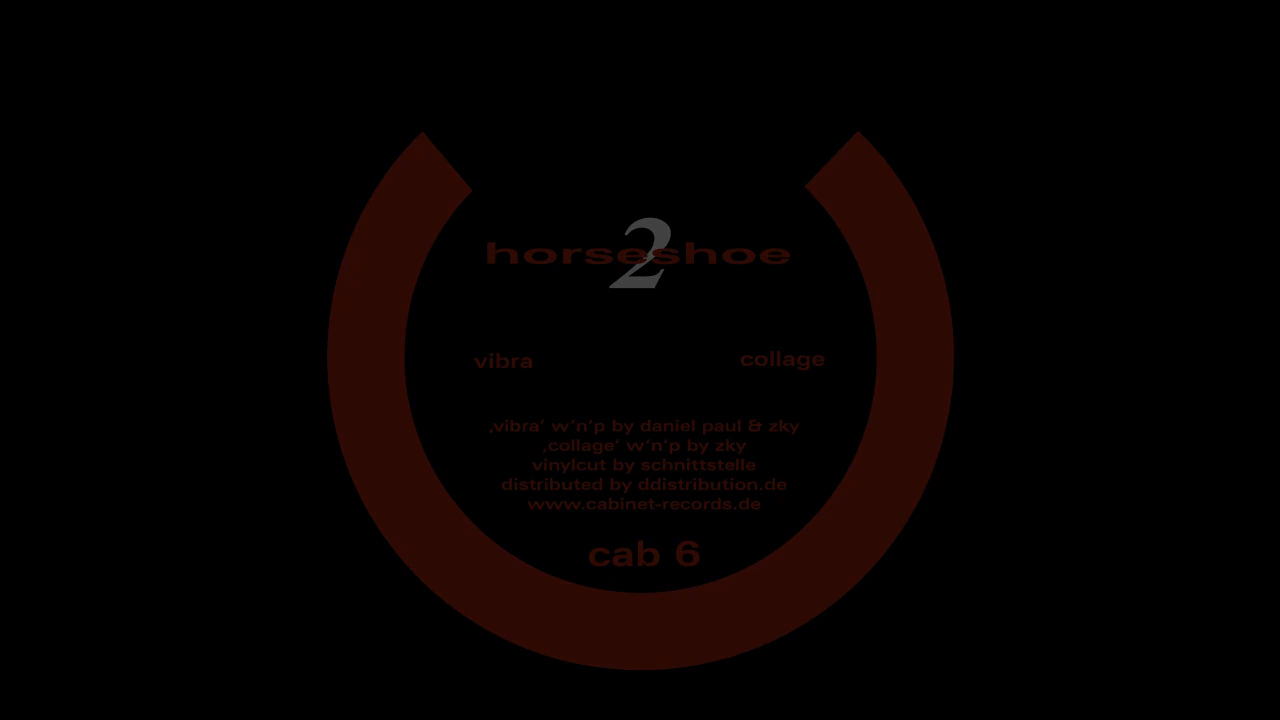 2
horseshoe
vibra collage
‚vibra‘ w‘n‘p by daniel paul & zky
‚collage‘ w‘n‘p by zky
vinylcut by schnittstelle
distributed by ddistribution.de
www.cabinet-records.de
cab 6